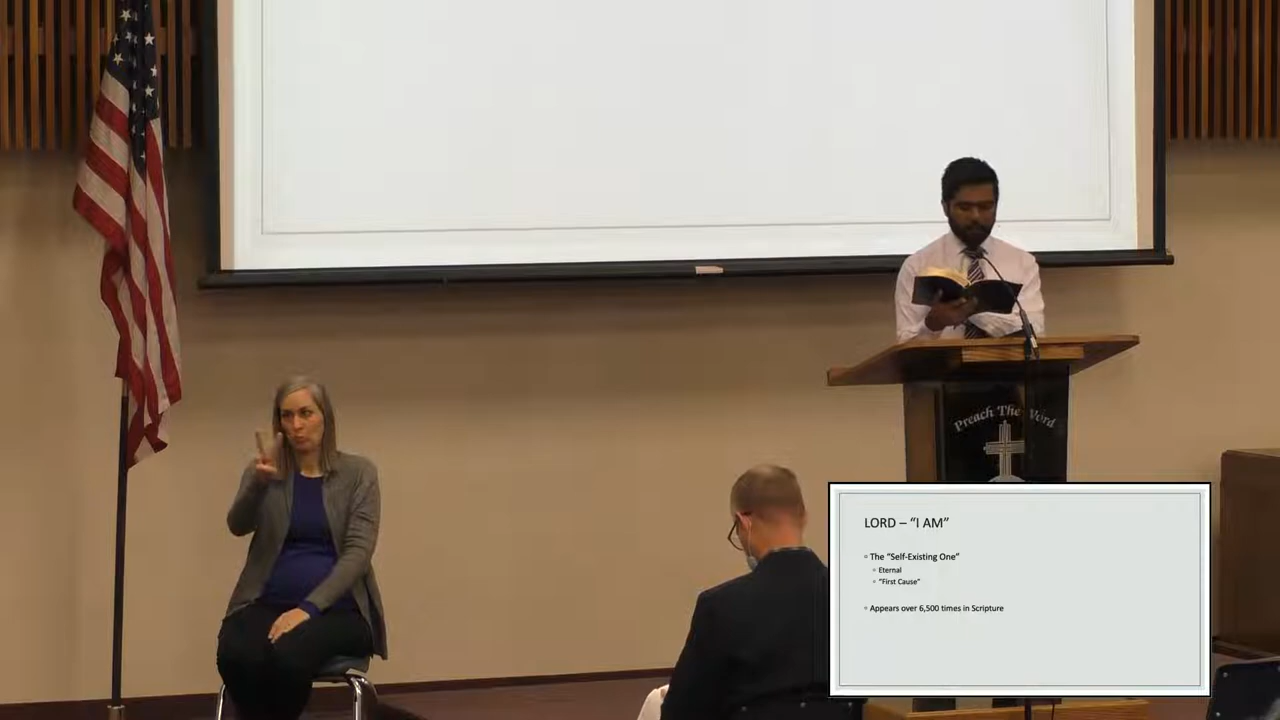 Preach The Word
LORD – "I AM"
▫ The "Self-Existing One"
▫ Eternal
▫ "First Cause"
▫ Appears over 6,500 times in Scripture